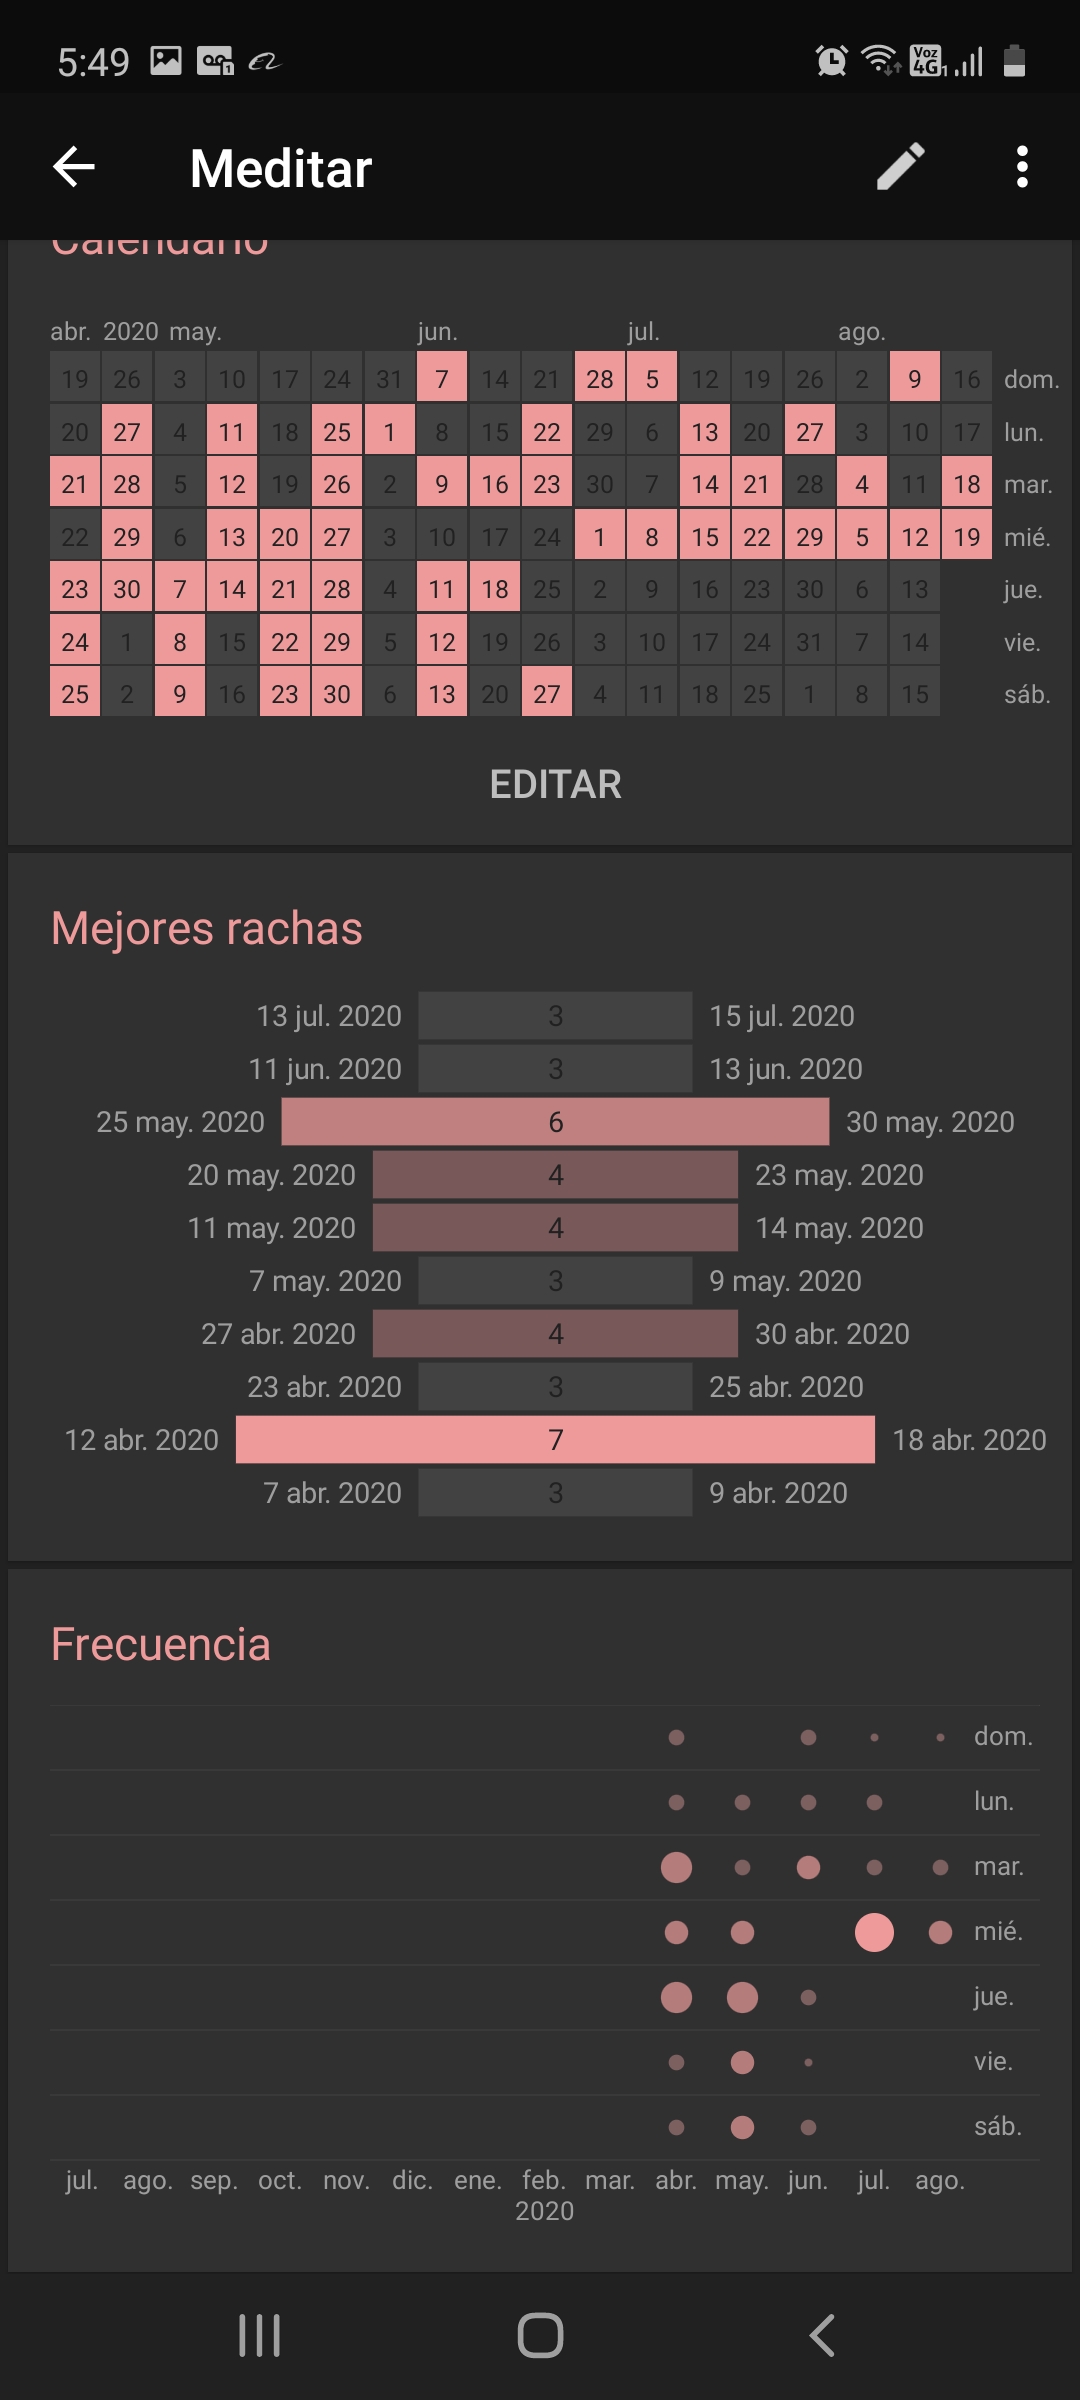 5:49 Voz 4G 1
Meditar
Calendario
abr. 2020 may. jun. jul. ago.
19 26 3 10 17 24 31 7 14 21 28 5 12 19 26 2 9 16 dom.
20 27 4 11 18 25 1 8 15 22 29 6 13 20 27 3 10 17 lun.
21 28 5 12 19 26 2 9 16 23 30 7 14 21 28 4 11 18 mar.
22 29 6 13 20 27 3 10 17 24 1 8 15 22 29 5 12 19 mié.
23 30 7 14 21 28 4 11 18 25 2 9 16 23 30 6 13 jue.
24 1 8 15 22 29 5 12 19 26 3 10 17 24 31 7 14 vie.
25 2 9 16 23 30 6 13 20 27 4 11 18 25 1 8 15 sáb.
EDITAR
Mejores rachas
13 jul. 2020 3 15 jul. 2020
11 jun. 2020 3 13 jun. 2020
25 may. 2020 6 30 may. 2020
20 may. 2020 4 23 may. 2020
11 may. 2020 4 14 may. 2020
7 may. 2020 3 9 may. 2020
27 abr. 2020 4 30 abr. 2020
23 abr. 2020 3 25 abr. 2020
12 abr. 2020 7 18 abr. 2020
7 abr. 2020 3 9 abr. 2020
Frecuencia
dom.
lun.
mar.
mié.
jue.
vie.
sáb.
jul. ago. sep. oct. nov. dic. ene. feb. mar. abr. may. jun. jul. ago.
2020